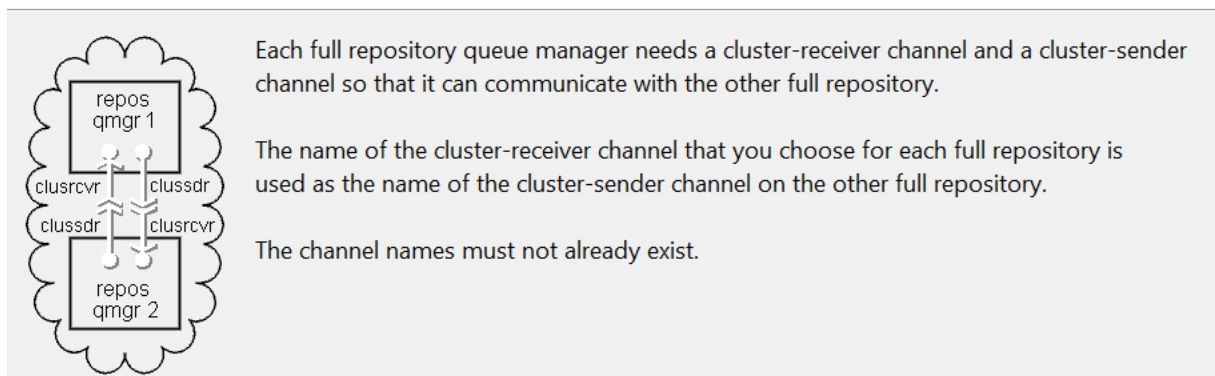 Each full repository queue manager needs a cluster-receiver channel and a cluster-sender
channel so that it can communicate with the other full repository.
The name of the cluster-receiver channel that you choose for each full repository is
used as the name of the cluster-sender channel on the other full repository.
The channel names must not already exist.
repos
qmgr 1
clusrcvr
clussdr
clussdr
clusrcvr
repos
qmgr 2